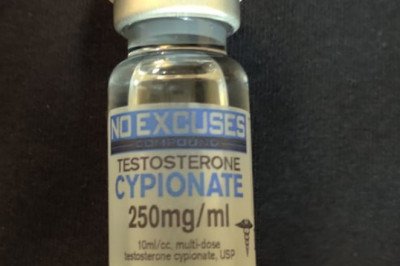 NO EXCUSES
COMPOUND
TESTOSTERONE
CYPIONATE
250mg/ml
10ml/cc, multi-dose
testosterone cypionate, USP